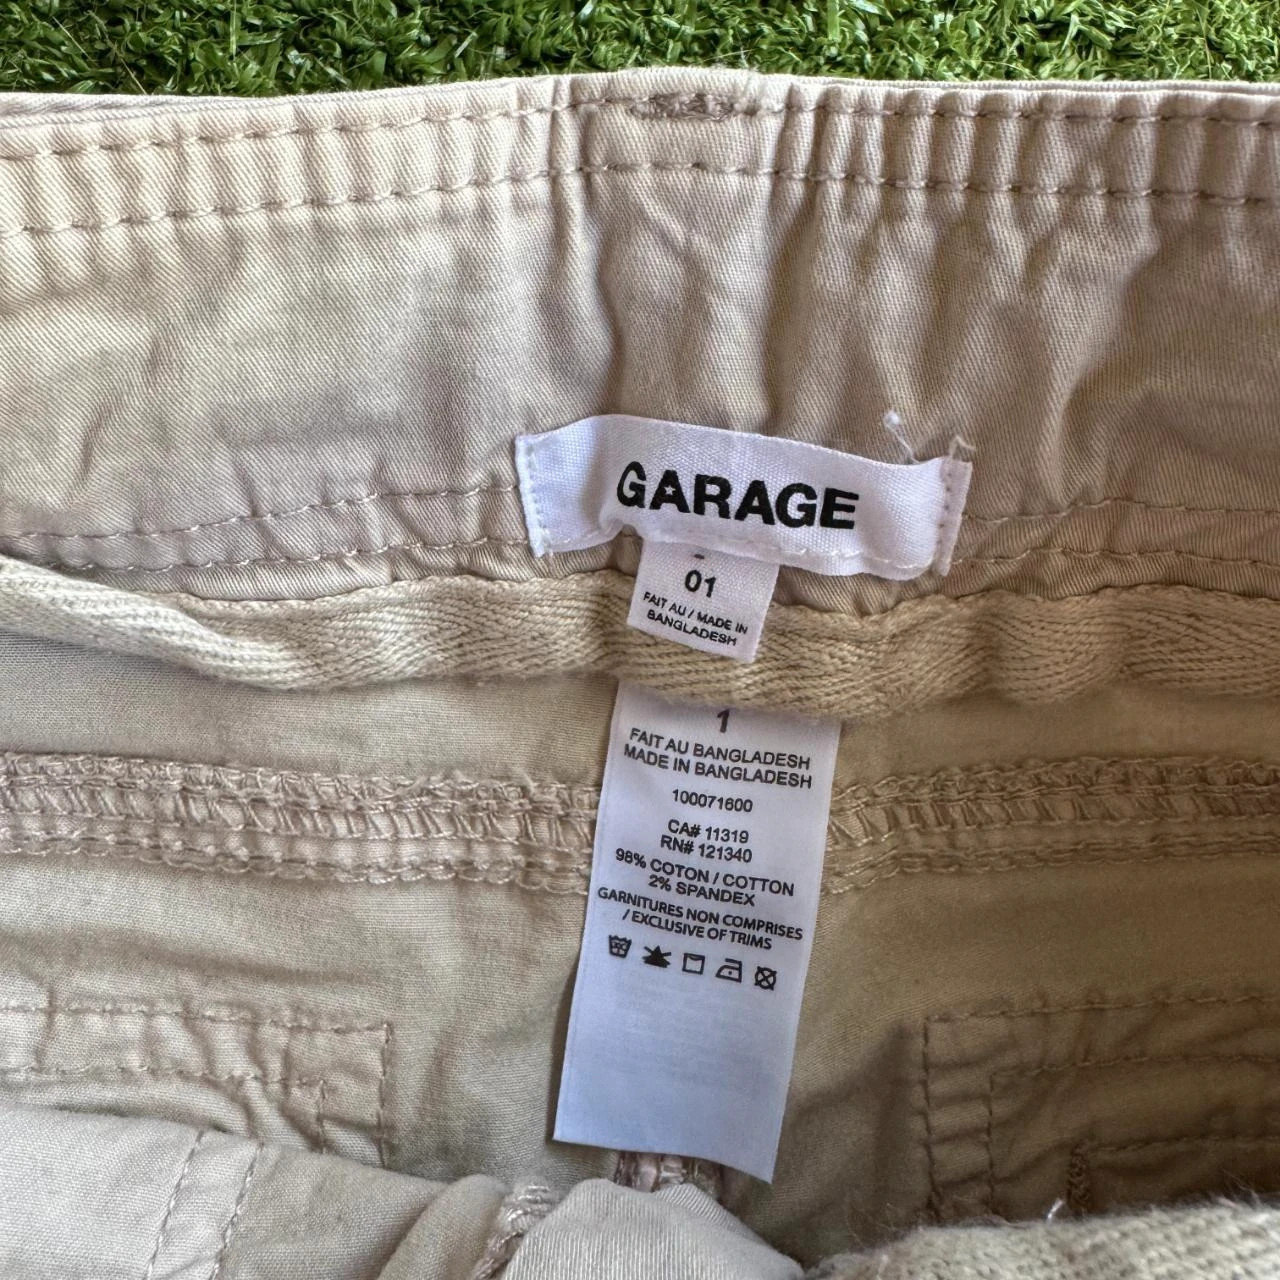 GARAGE
01
FAIT AU / MADE IN
BANGLADESH
1
FAIT AU BANGLADESH
MADE IN BANGLADESH
100071600
CA# 11319
RN# 121340
98% COTON / COTTON
2% SPANDEX
GARNITURES NON COMPRISES
/ EXCLUSIVE OF TRIMS